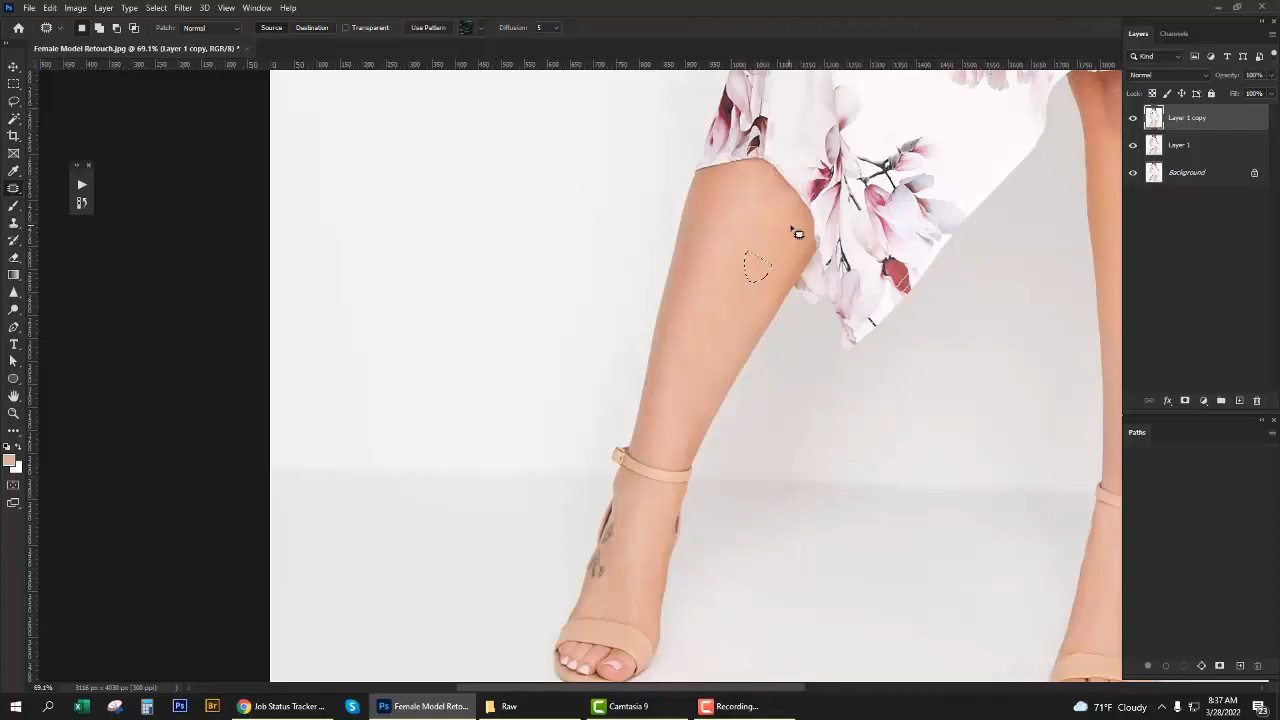 File Edit Image Layer Type Select Filter 3D View Plugins Window Help
Patch: Normal Source Destination Transparent Use Pattern Diffusion: 5
Female Model Retouch.jpg @ 69.1% (Layer 1 copy, RGB/8) *
Layers Channels
Kind
Normal Opacity: 100%
Lock: Fill: 100%
Layer 1 copy
Layer 1
Background
Paths
69.1% 3116 px x 4030 px (300 ppi)
Job Status Tracker ... Female Model Reto... Raw Camtasia 9 Recording...
71°F Cloudy
8:37 AM
3/28/2022